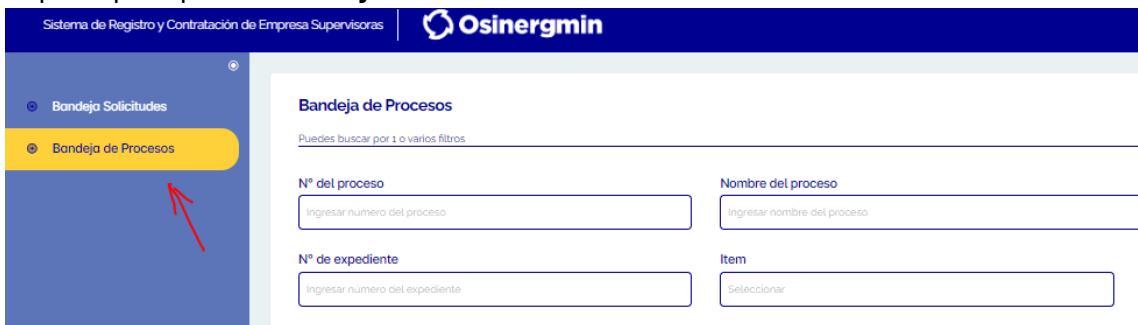 Sistema de Registro y Contratación de Empresa Supervisoras
Osinergmin
Bandeja Solicitudes
Bandeja de Procesos
Bandeja de Procesos
Puedes buscar por 1 o varios filtros
N° del proceso
Nombre del proceso
Ingresar número del proceso
Ingresar nombre del proceso
N° de expediente
Item
Ingresar número del expediente
Seleccionar